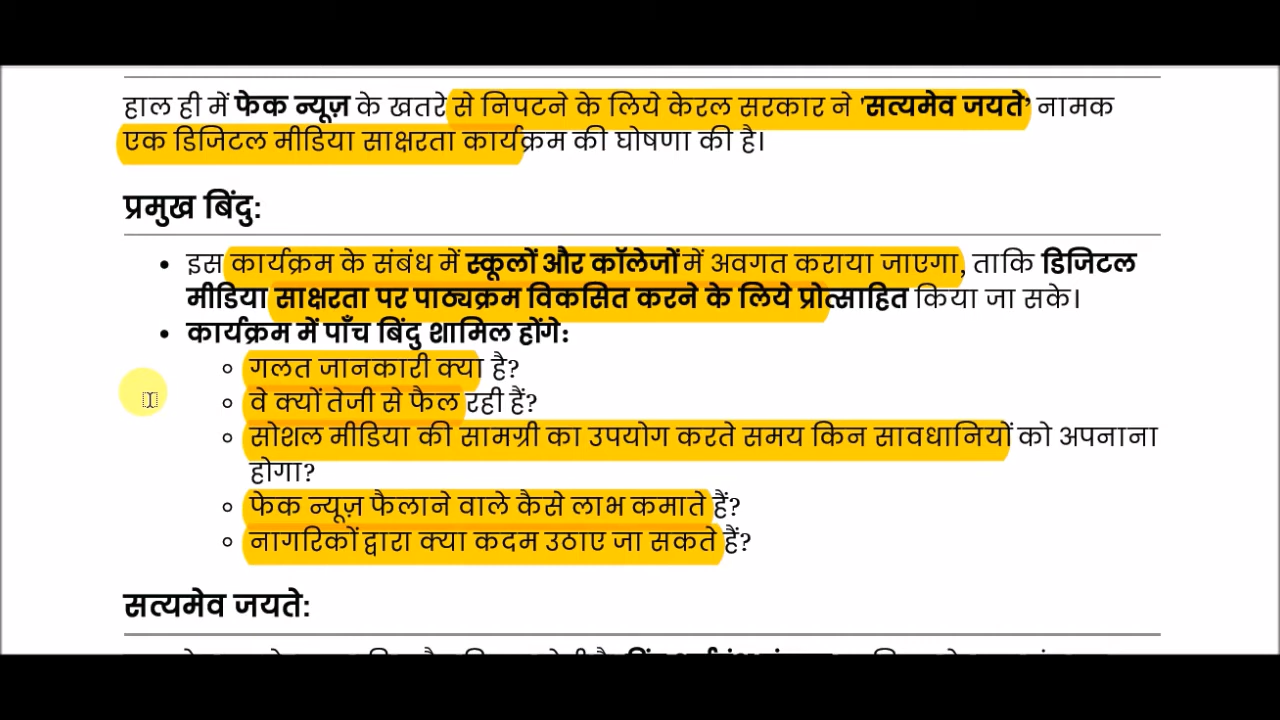 हाल ही में फेक न्यूज़ के खतरे से निपटने के लिये केरल सरकार ने 'सत्यमेव जयते' नामक
एक डिजिटल मीडिया साक्षरता कार्यक्रम की घोषणा की है।
प्रमुख बिंदु:
• इस कार्यक्रम के संबंध में स्कूलों और कॉलेजों में अवगत कराया जाएगा, ताकि डिजिटल
मीडिया साक्षरता पर पाठ्यक्रम विकसित करने के लिये प्रोत्साहित किया जा सके।
• कार्यक्रम में पाँच बिंदु शामिल होंगे:
○ गलत जानकारी क्या है?
○ वे क्यों तेजी से फैल रही हैं?
○ सोशल मीडिया की सामग्री का उपयोग करते समय किन सावधानियों को अपनाना
होगा?
○ फेक न्यूज़ फैलाने वाले कैसे लाभ कमाते हैं?
○ नागरिकों द्वारा क्या कदम उठाए जा सकते हैं?
सत्यमेव जयते: